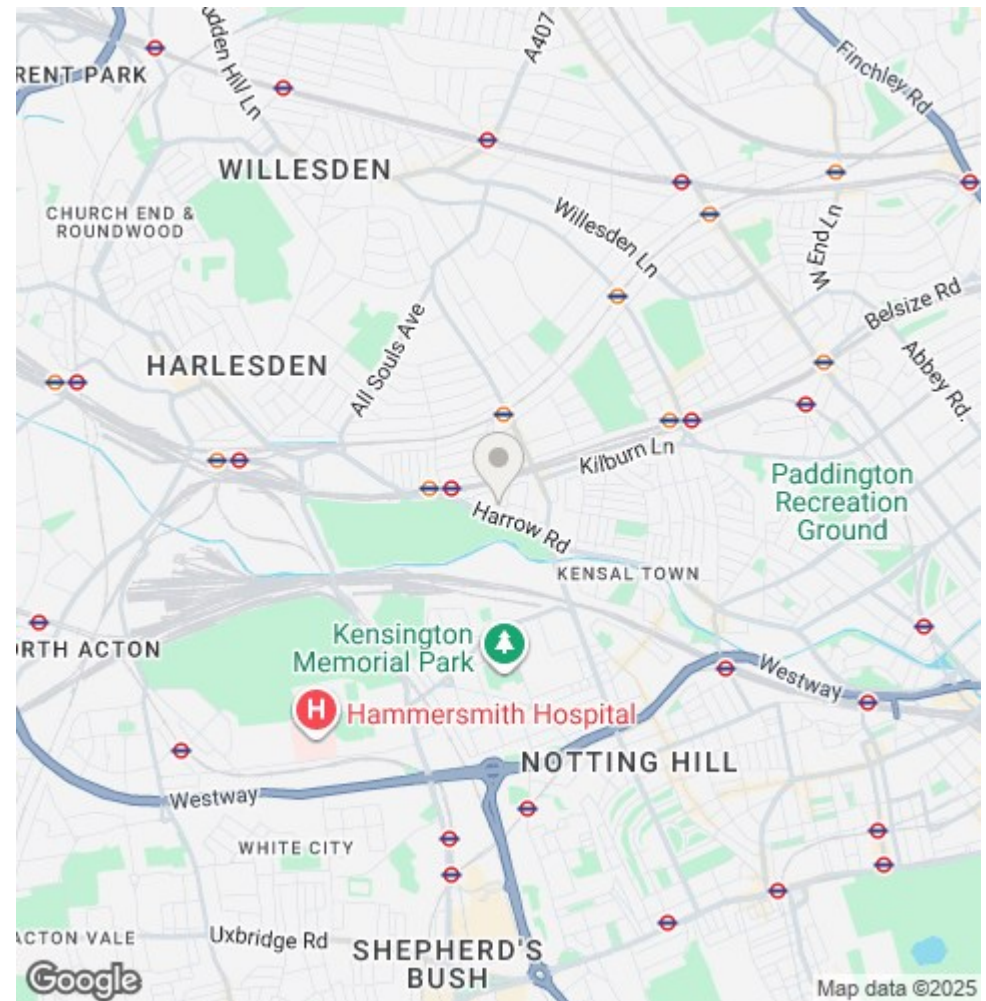 udden Hill Ln
A407
Finchley Rd
RENT PARK
WILLESDEN
CHURCH END &
ROUNDWOOD
Willesden Ln
W End Ln
Belsize Rd
All Souls Ave
HARLESDEN
Abbey Rd.
Kilburn Ln
Paddington
Recreation
Ground
Harrow Rd
KENSAL TOWN
ORTH ACTON
Kensington
Memorial Park
Westway
H
Hammersmith Hospital
NOTTING HILL
Westway
WHITE CITY
ACTON VALE
Uxbridge Rd
SHEPHERD'S
BUSH
Google
Map data ©2025